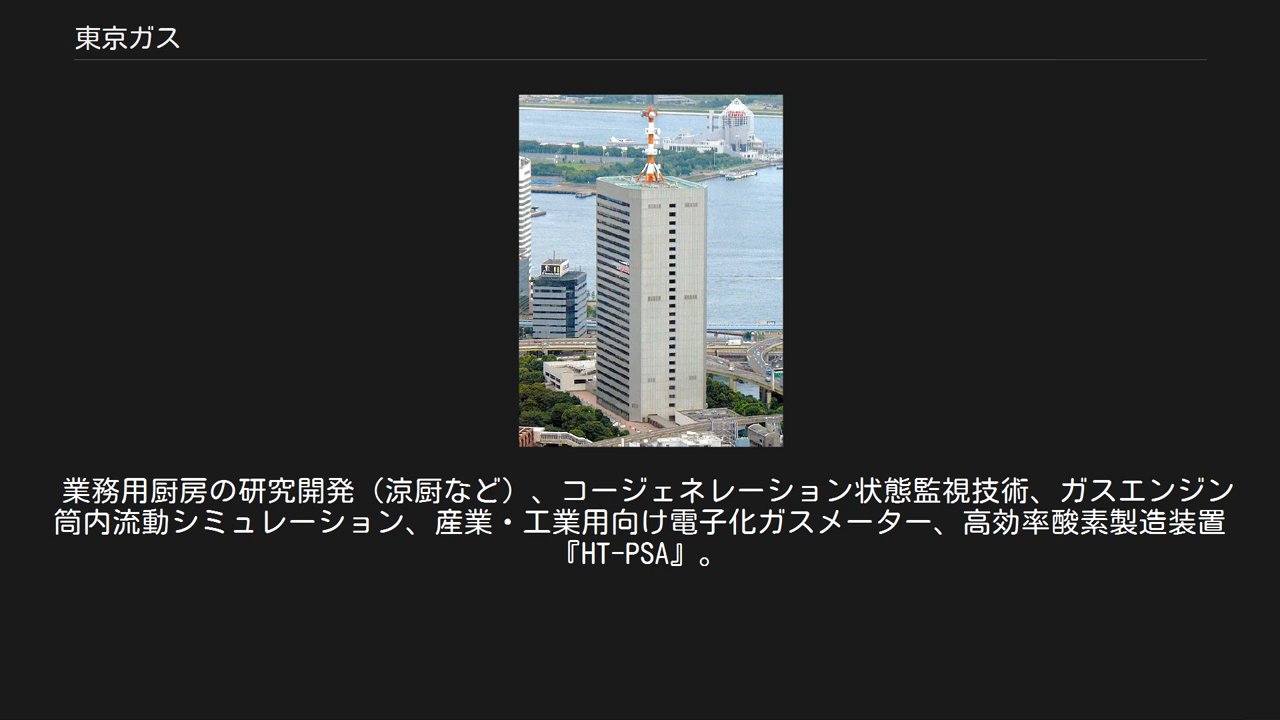 東京ガス
業務用厨房の研究開発（涼厨など）、コージェネレーション状態監視技術、ガスエンジン
筒内流動シミュレーション、産業・工業用向け電子化ガスメーター、高効率酸素製造装置
『HT-PSA』。